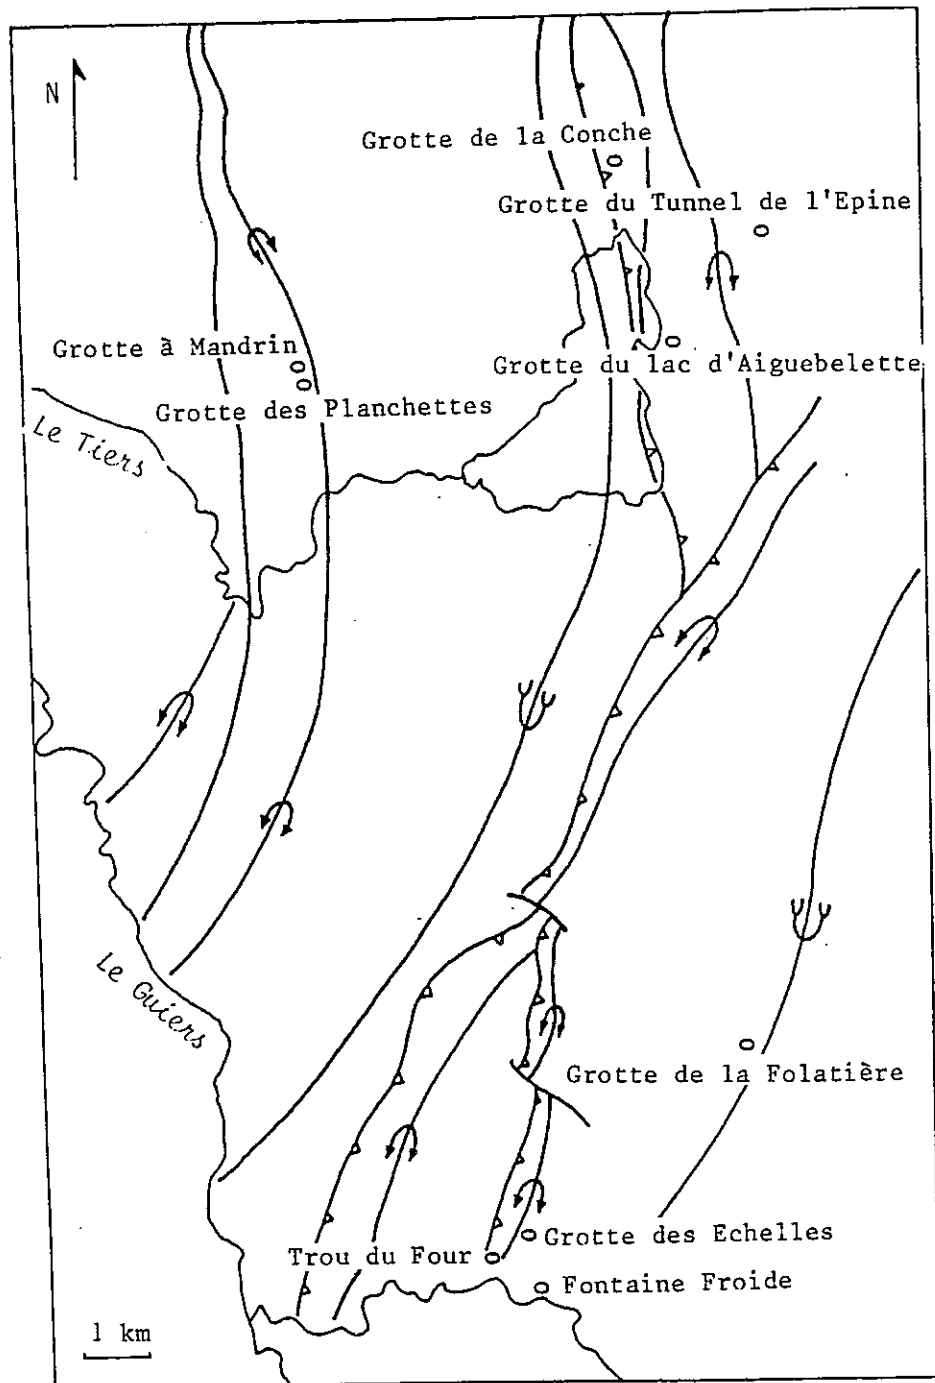 N
Grotte de la Conche
Grotte du Tunnel de l'Epine
Grotte à Mandrin
Grotte du lac d'Aiguebelette
Grotte des Planchettes
Le Tiers
Le Guiers
Grotte de la Folatière
Grotte des Echelles
Trou du Four
Fontaine Froide
1 km